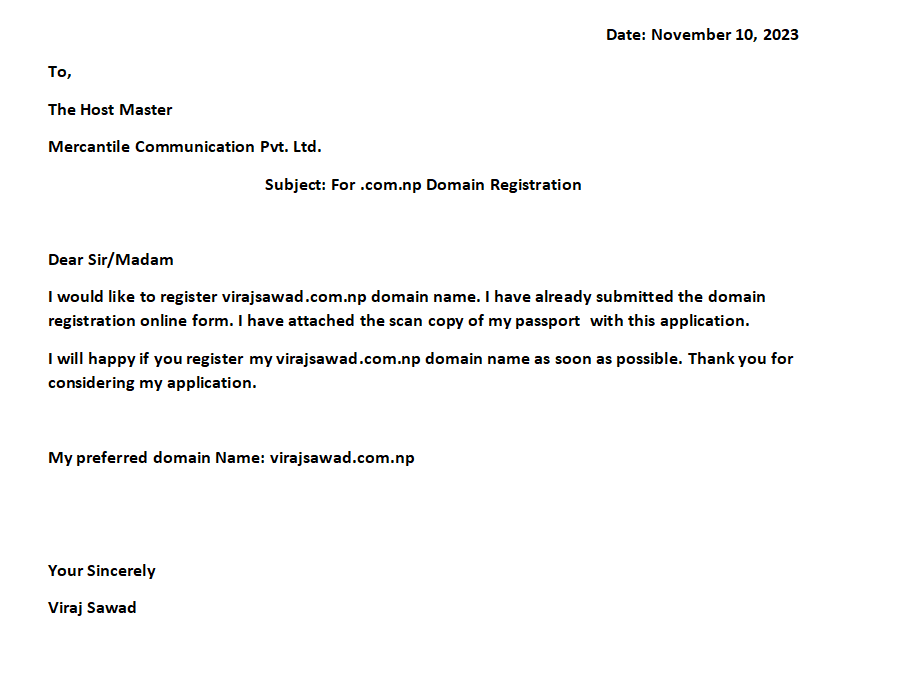 Date: November 10, 2023
To,
The Host Master
Mercantile Communication Pvt. Ltd.
Subject: For .com.np Domain Registration
Dear Sir/Madam
I would like to register virajsawad.com.np domain name. I have already submitted the domain
registration online form. I have attached the scan copy of my passport  with this application.
I will happy if you register my virajsawad.com.np domain name as soon as possible. Thank you for
considering my application.
My preferred domain Name: virajsawad.com.np
Your Sincerely
Viraj Sawad